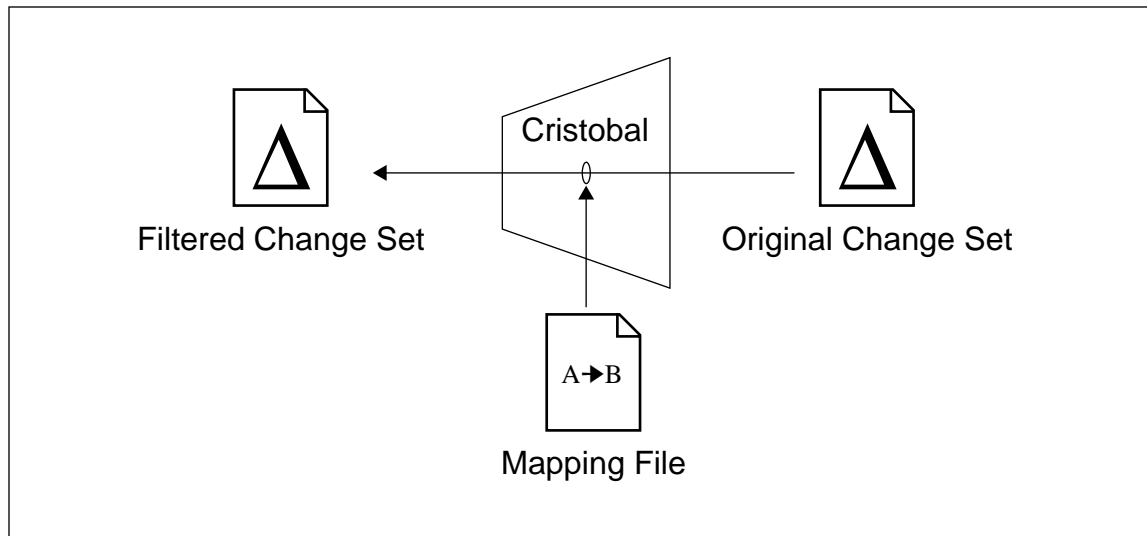 Cristobal
Δ
Δ
Filtered Change Set
Original Change Set
A→B
Mapping File